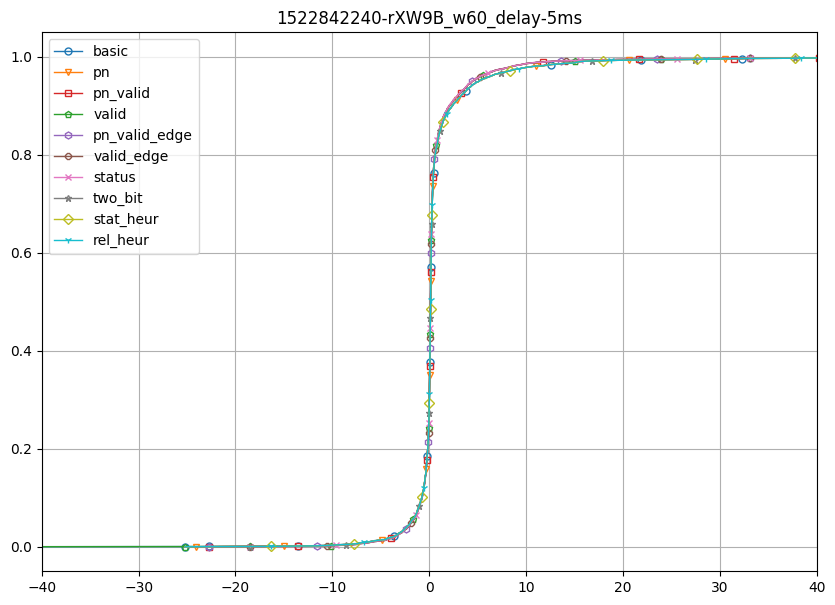 1522842240-rXW9B_w60_delay-5ms
basic
pn
pn_valid
valid
pn_valid_edge
valid_edge
status
two_bit
stat_heur
rel_heur
1.0
0.8
0.6
0.4
0.2
0.0
−40 −30 −20 −10 0 10 20 30 40